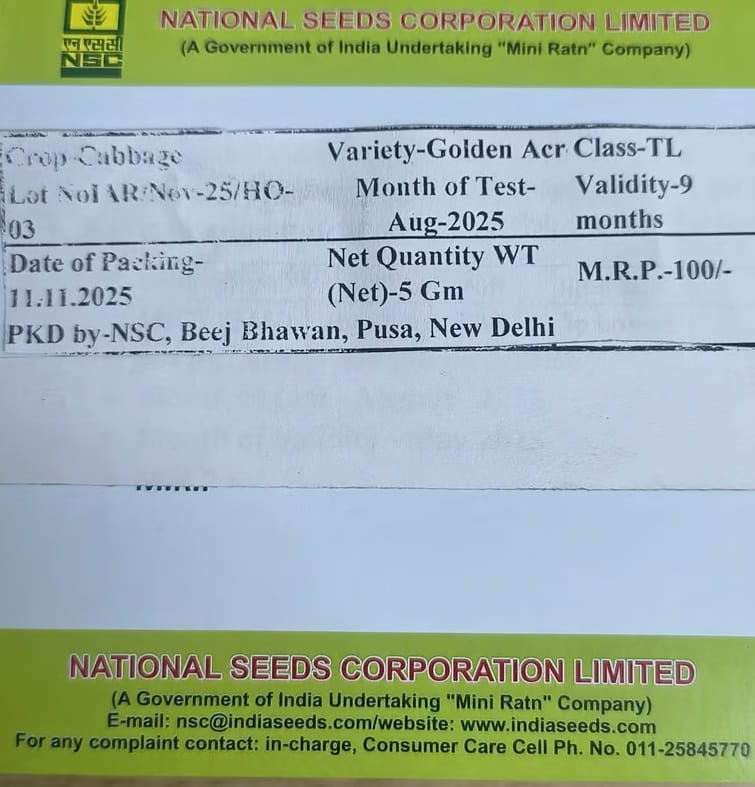 NATIONAL SEEDS CORPORATION LIMITED
(A Government of India Undertaking "Mini Ratn" Company)
एन एस सी
NSC
Crop-Cabbage Variety-Golden Acr Class-TL
Lot NoIAR/Nov-25/HO- Month of Test- Validity-9
03 Aug-2025 months
Date of Packing- Net Quantity WT M.R.P.-100/-
11.11.2025 (Net)-5 Gm
PKD by-NSC, Beej Bhawan, Pusa, New Delhi
NATIONAL SEEDS CORPORATION LIMITED
(A Government of India Undertaking "Mini Ratn" Company)
E-mail: nsc@indiaseeds.com/website: www.indiaseeds.com
For any complaint contact: in-charge, Consumer Care Cell Ph. No. 011-25845770